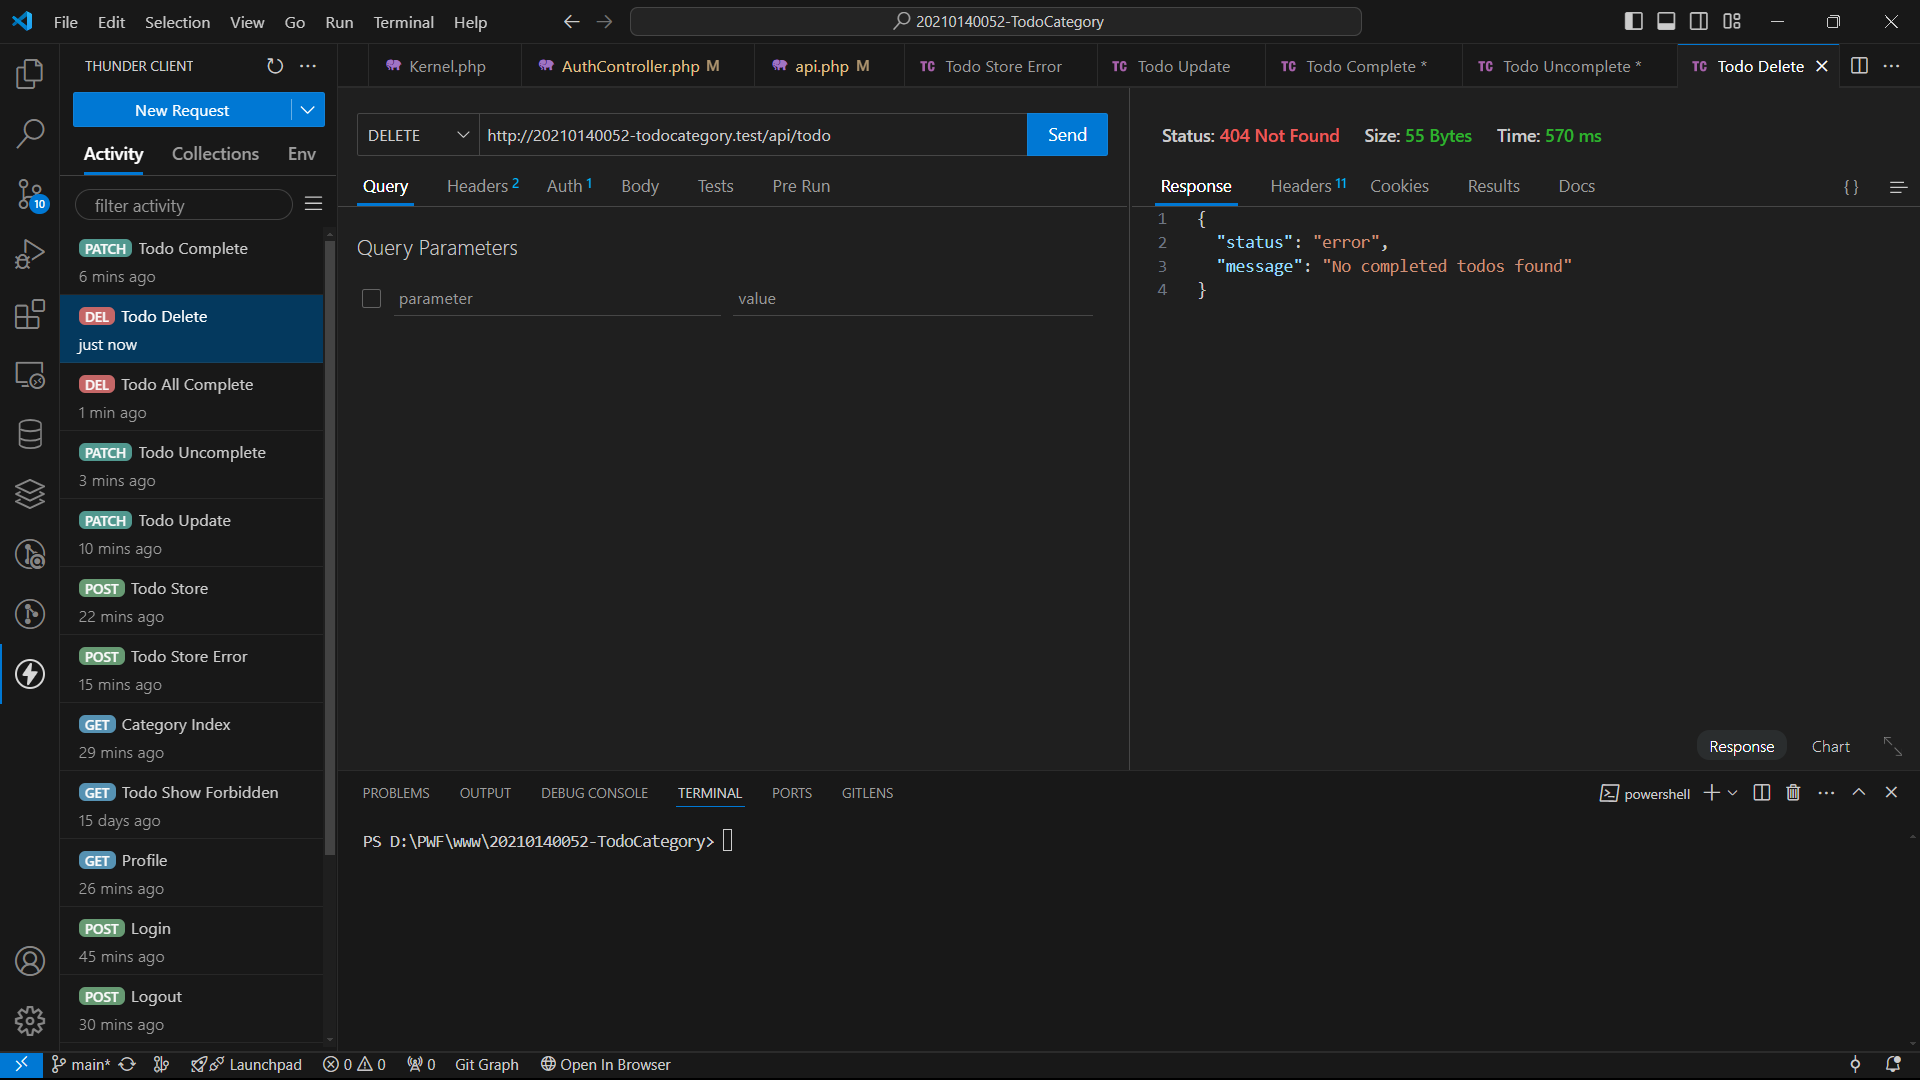 File Edit Selection View Go Run Terminal Help
20210140052-TodoCategory
THUNDER CLIENT
New Request
Activity Collections Env
filter activity
PATCH Todo Complete
6 mins ago
DEL Todo Delete
just now
DEL Todo All Complete
1 min ago
PATCH Todo Uncomplete
3 mins ago
PATCH Todo Update
10 mins ago
POST Todo Store
22 mins ago
POST Todo Store Error
15 mins ago
GET Category Index
29 mins ago
GET Todo Show Forbidden
15 days ago
GET Profile
26 mins ago
POST Login
45 mins ago
POST Logout
30 mins ago
10
Kernel.php AuthController.php M api.php M TC Todo Store Error TC Todo Update TC Todo Complete * TC Todo Uncomplete * TC Todo Delete
DELETE http://20210140052-todocategory.test/api/todo Send
Query Headers 2 Auth 1 Body Tests Pre Run
Query Parameters
parameter value
Status: 404 Not Found Size: 55 Bytes Time: 570 ms
Response Headers 11 Cookies Results Docs { }
1 {
2 "status": "error",
3 "message": "No completed todos found"
4 }
Response Chart
PROBLEMS OUTPUT DEBUG CONSOLE TERMINAL PORTS GITLENS
powershell
PS D:\PWF\www\20210140052-TodoCategory>
main* Launchpad 0 0 0 Git Graph Open In Browser